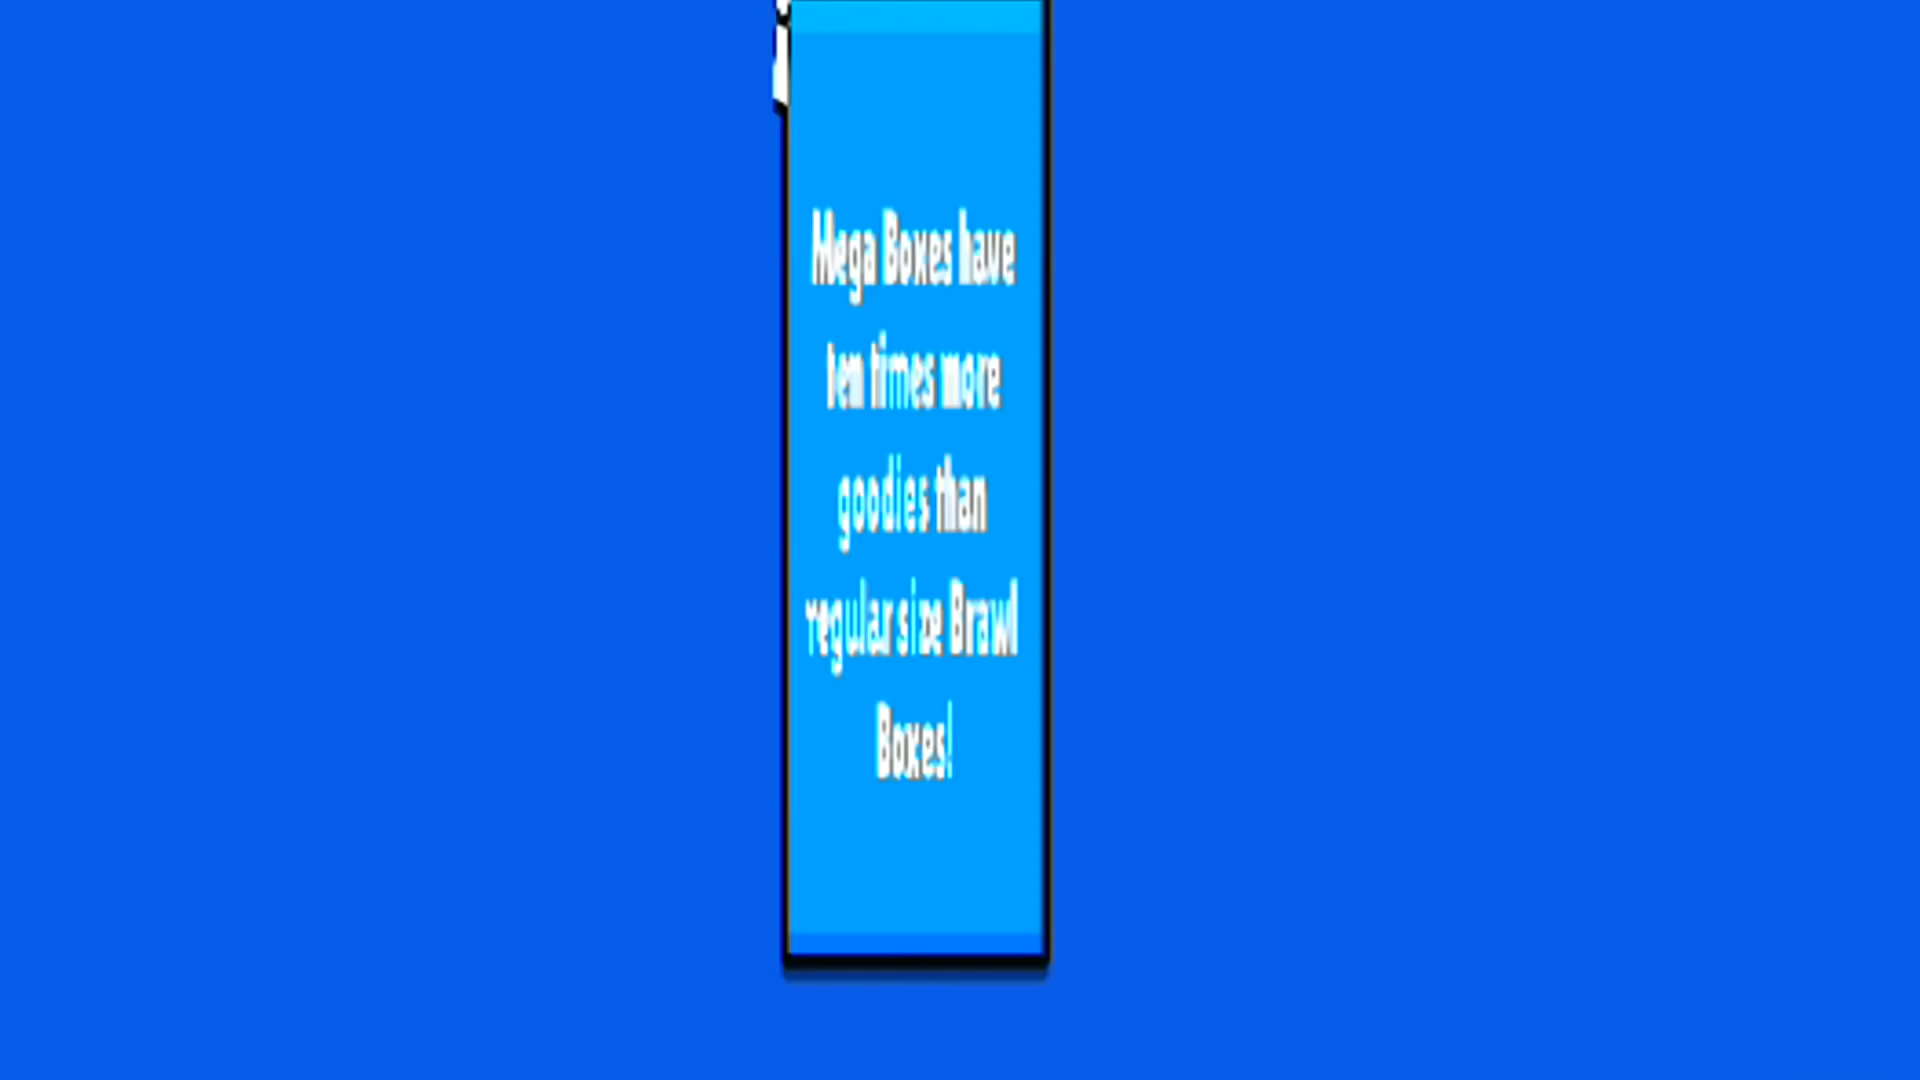 Mega Boxes have
ten times more
goodies than
regular size Brawl
Boxes!